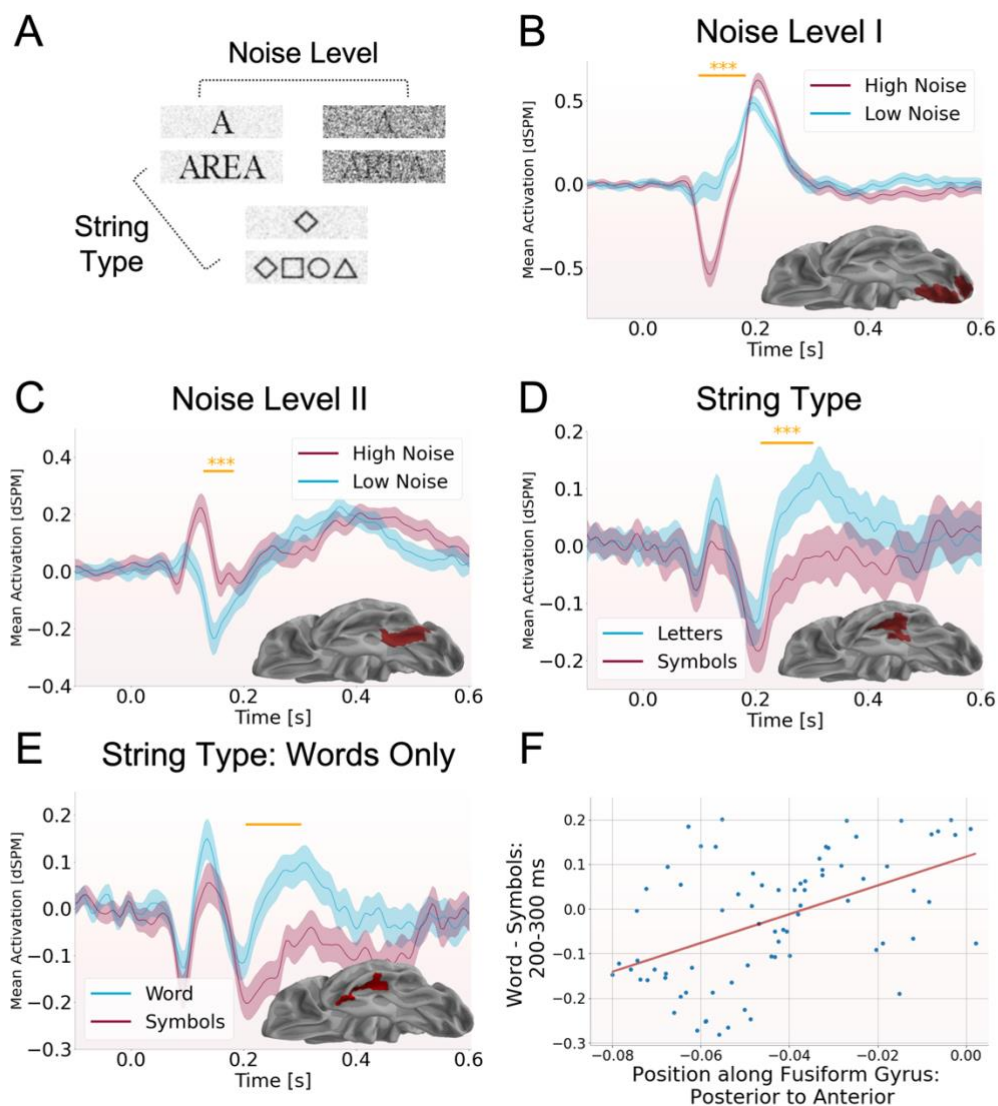 A
Noise Level
A
A
AREA
AREA
String
Type
B
Noise Level I
***
High Noise
Low Noise
Mean Activation [dSPM]
0.5
0.0
−0.5
0.0
0.2
0.4
0.6
Time [s]
C
Noise Level II
***
High Noise
Low Noise
Mean Activation [dSPM]
0.4
0.2
0.0
−0.2
−0.4
0.0
0.2
0.4
0.6
Time [s]
D
String Type
***
Mean Activation [dSPM]
0.2
0.1
0.0
−0.1
−0.2
Letters
Symbols
0.0
0.2
0.4
0.6
Time [s]
E
String Type: Words Only
Mean Activation [dSPM]
0.2
0.1
0.0
−0.1
−0.2
−0.3
Word
Symbols
0.0
0.2
0.4
0.6
Time [s]
F
Word - Symbols:
200-300 ms
0.2
0.1
0.0
−0.1
−0.2
−0.3
−0.08
−0.06
−0.04
−0.02
0.00
Position along Fusiform Gyrus:
Posterior to Anterior